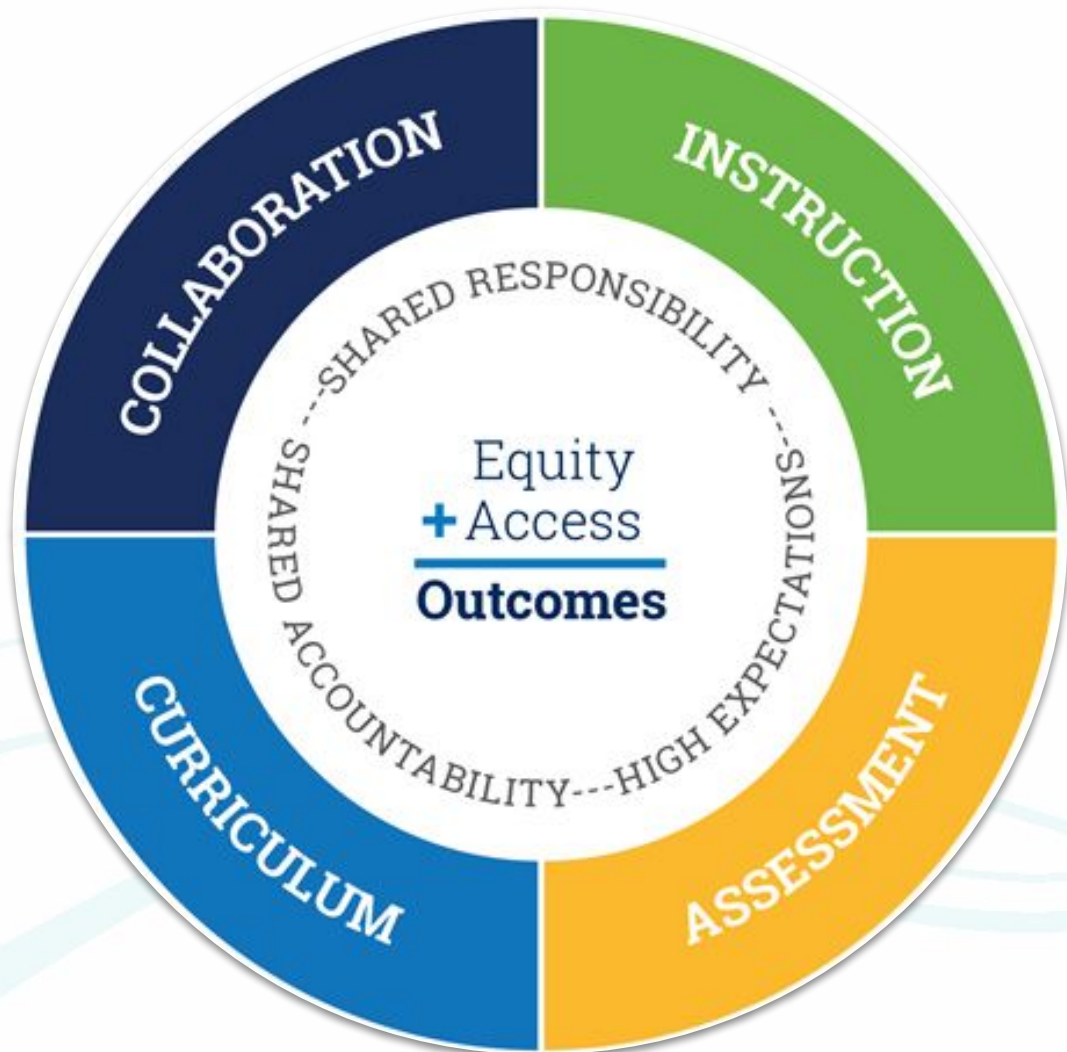 COLLABORATION
INSTRUCTION
SHARED RESPONSIBILITY ----
HIGH EXPECTATIONS
---
SHARED ACCOUNTABILITY ---
Equity
+ Access
Outcomes
CURRICULUM
ASSESSMENT